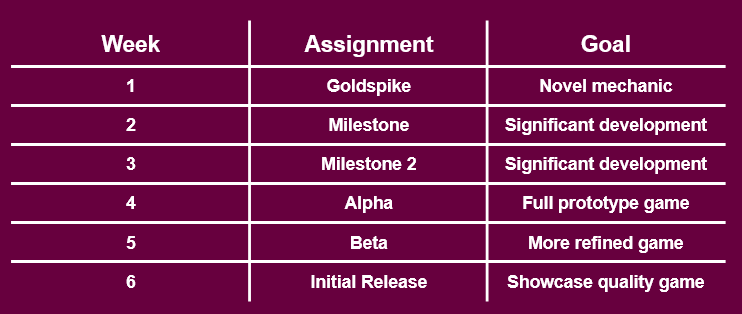 Week Assignment Goal
1 Goldspike Novel mechanic
2 Milestone Significant development
3 Milestone 2 Significant development
4 Alpha Full prototype game
5 Beta More refined game
6 Initial Release Showcase quality game